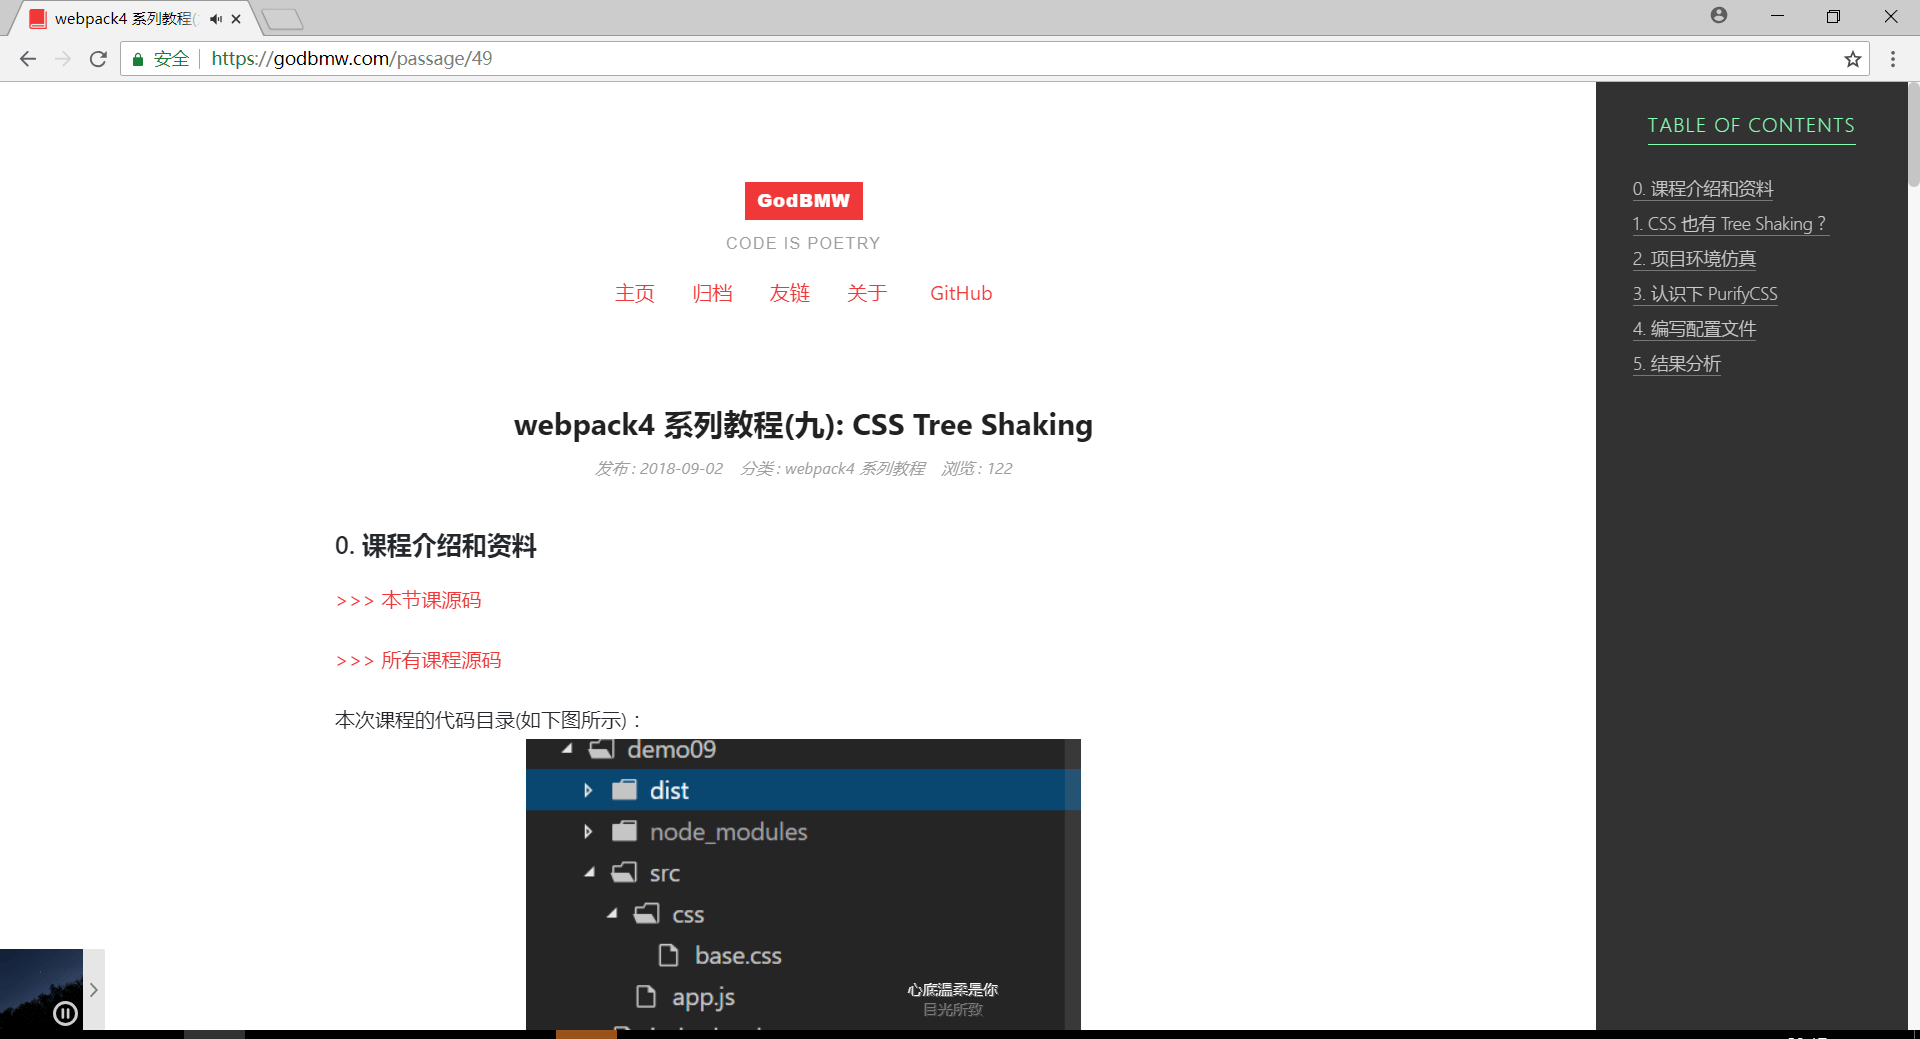 webpack4 系列教程(
安全
https://godbmw.com/passage/49
TABLE OF CONTENTS
0. 课程介绍和资料
1. CSS 也有 Tree Shaking？
2. 项目环境仿真
3. 认识下 PurifyCSS
4. 编写配置文件
5. 结果分析
GodBMW
CODE IS POETRY
主页 归档 友链 关于 GitHub
webpack4 系列教程(九): CSS Tree Shaking
发布 : 2018-09-02 分类 : webpack4 系列教程 浏览 : 122
0. 课程介绍和资料
>>> 本节课源码
>>> 所有课程源码
本次课程的代码目录(如下图所示)：
demo09
dist
node_modules
src
css
base.css
app.js
心底温柔是你
目光所致